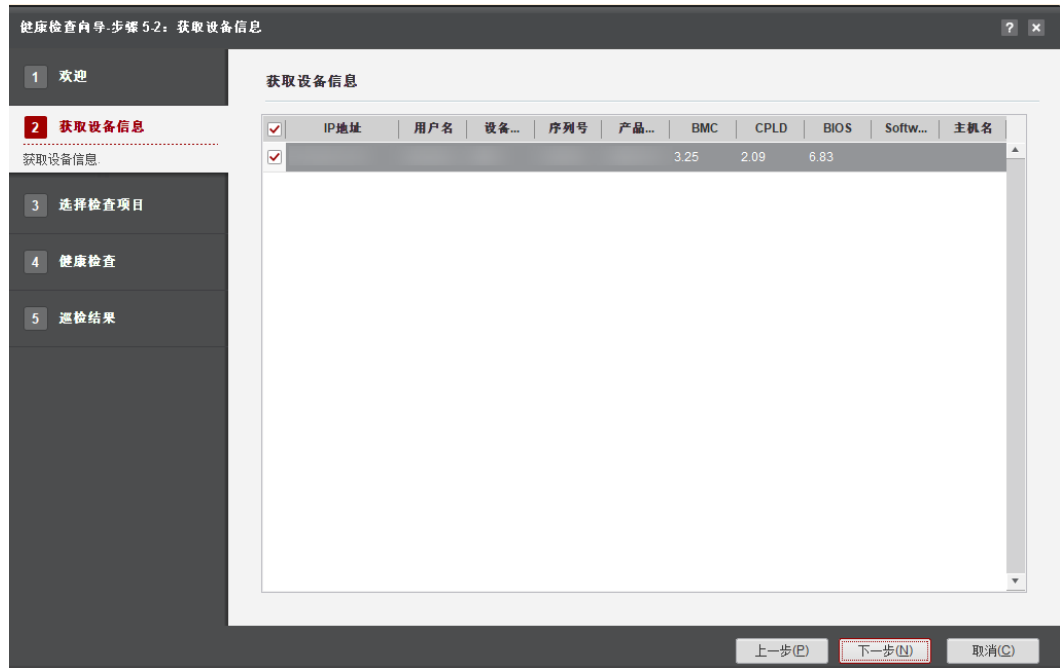 健康检查向导-步骤 5-2：获取设备信息
? ×
1 欢迎
2 获取设备信息
获取设备信息.
3 选择检查项目
4 健康检查
5 巡检结果
获取设备信息
IP地址 用户名 设备... 序列号 产品... BMC CPLD BIOS Softw... 主机名
3.25 2.09 6.83
上一步(P) 下一步(N) 取消(C)